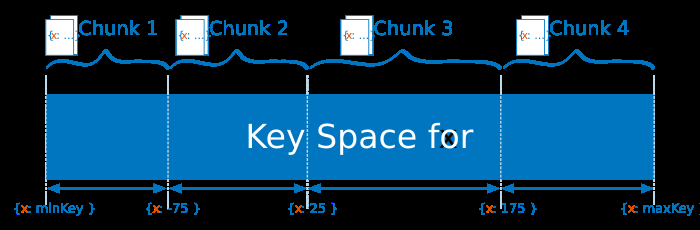 Chunk 1
Chunk 2
Chunk 3
Chunk 4
{x: ...}
{x: ...}
{x: ...}
{x: ...}
Key Space for x
{x: minKey }
{x: -75 }
{x: 25 }
{x: 175 }
{x: maxKey }